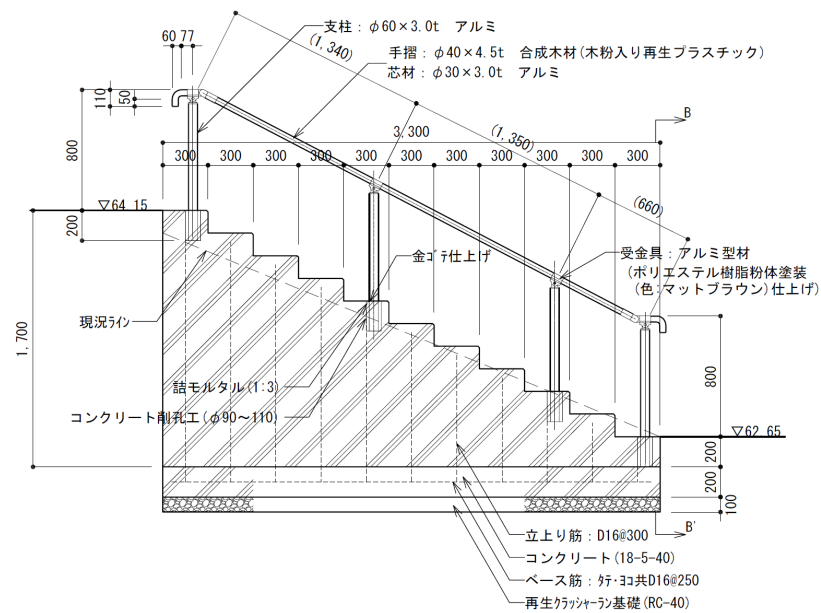 支柱：φ60×3.0t　アルミ
手摺：φ40×4.5t　合成木材(木粉入り再生プラスチック)
芯材：φ30×3.0t　アルミ
60 77
(1,340)
110
50
B
3,300
(1,350)
800
300 300 300 300 300 300 300 300 300 300 300
(660)
▽64 15
200
金ｺﾞﾃ仕上げ
受金具：アルミ型材
(ポリエステル樹脂粉体塗装
(色:マットブラウン)仕上げ)
現況ﾗｲﾝ
1,700
800
詰モルタル(1:3)
コンクリート削孔工(φ90～110)
▽62 65
200
200
100
B'
立上り筋：D16@300
コンクリート(18-5-40)
ベース筋：ﾀﾃ･ﾖｺ共D16@250
再生ｸﾗｯｼｬｰﾗﾝ基礎(RC-40)